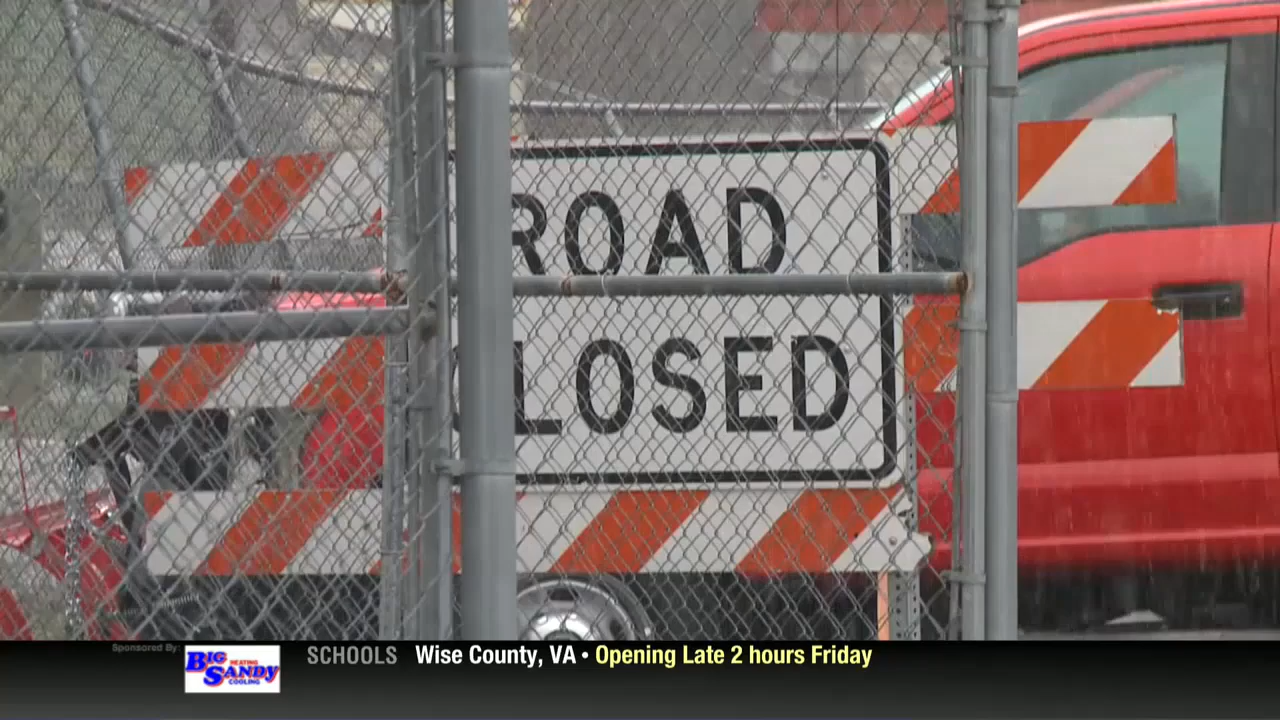 ROAD
CLOSED
Sponsored By:
BIG
HEATING
SANDY
COOLING
SCHOOLS Wise County, VA • Opening Late 2 hours Friday